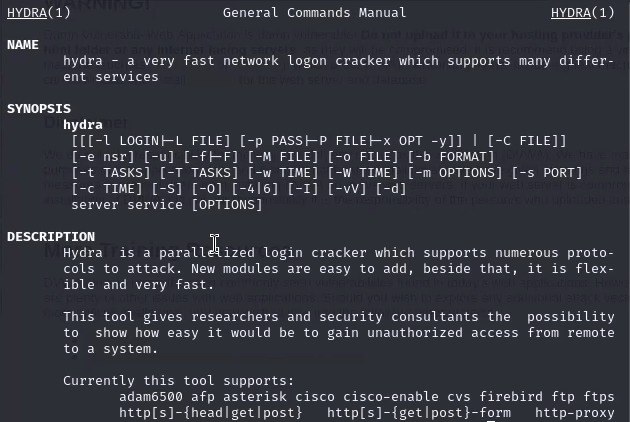 HYDRA(1) General Commands Manual HYDRA(1)
NAME
hydra - a very fast network logon cracker which supports many differ-
ent services
SYNOPSIS
hydra
[[[-l LOGIN|-L FILE] [-p PASS|-P FILE|-x OPT -y]] | [-C FILE]]
[-e nsr] [-u] [-f|-F] [-M FILE] [-o FILE] [-b FORMAT]
[-t TASKS] [-T TASKS] [-w TIME] [-W TIME] [-m OPTIONS] [-s PORT]
[-c TIME] [-S] [-O] [-4|6] [-I] [-vV] [-d]
server service [OPTIONS]
DESCRIPTION
Hydra is a parallelized login cracker which supports numerous proto-
cols to attack. New modules are easy to add, beside that, it is flex-
ible and very fast.
This tool gives researchers and security consultants the possibility
to show how easy it would be to gain unauthorized access from remote
to a system.
Currently this tool supports:
adam6500 afp asterisk cisco cisco-enable cvs firebird ftp ftps
http[s]-{head|get|post} http[s]-{get|post}-form http-proxy